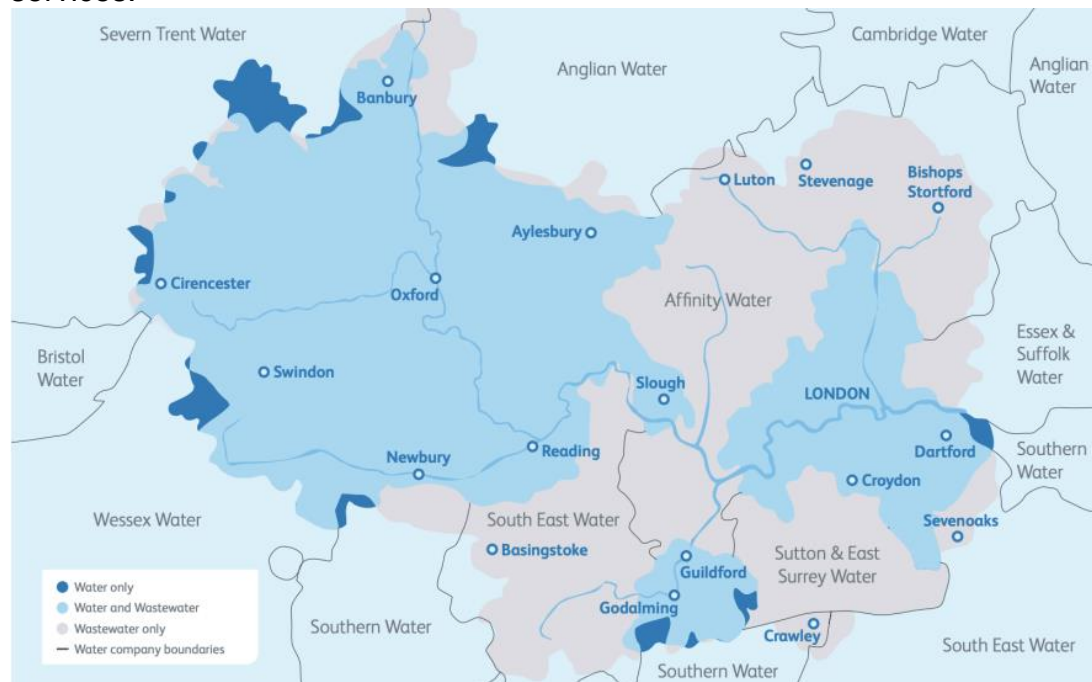 Severn Trent Water
Cambridge Water
Anglian Water
Anglian
Water
Banbury
Luton
Stevenage
Bishops
Stortford
Aylesbury
Cirencester
Oxford
Affinity Water
Essex &
Suffolk
Water
Bristol
Water
Swindon
Slough
LONDON
Reading
Dartford
Southern
Water
Newbury
Croydon
Wessex Water
South East Water
Sevenoaks
Basingstoke
Sutton & East
Surrey Water
Guildford
Godalming
Water only
Water and Wastewater
Wastewater only
Water company boundaries
Southern Water
Crawley
South East Water
Southern Water